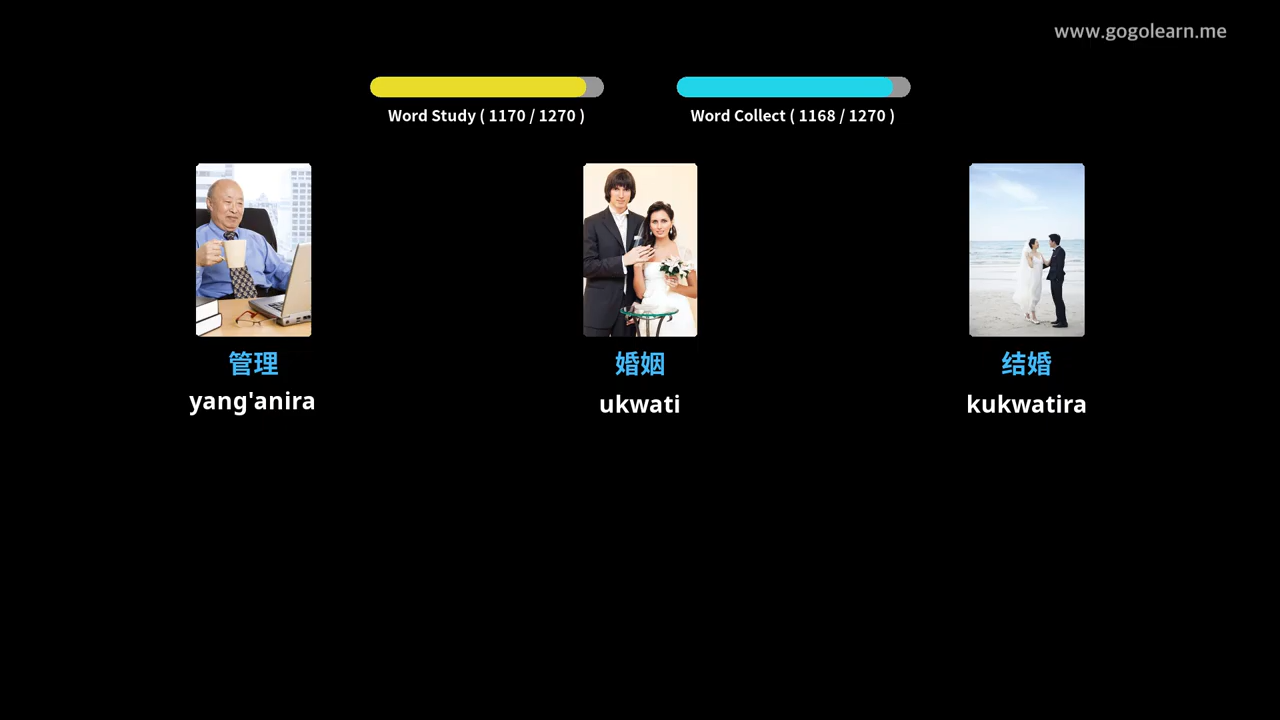 www.gogolearn.me
Word Study ( 1170 / 1270 )
Word Collect ( 1168 / 1270 )
管理
yang'anira
婚姻
ukwati
结婚
kukwatira